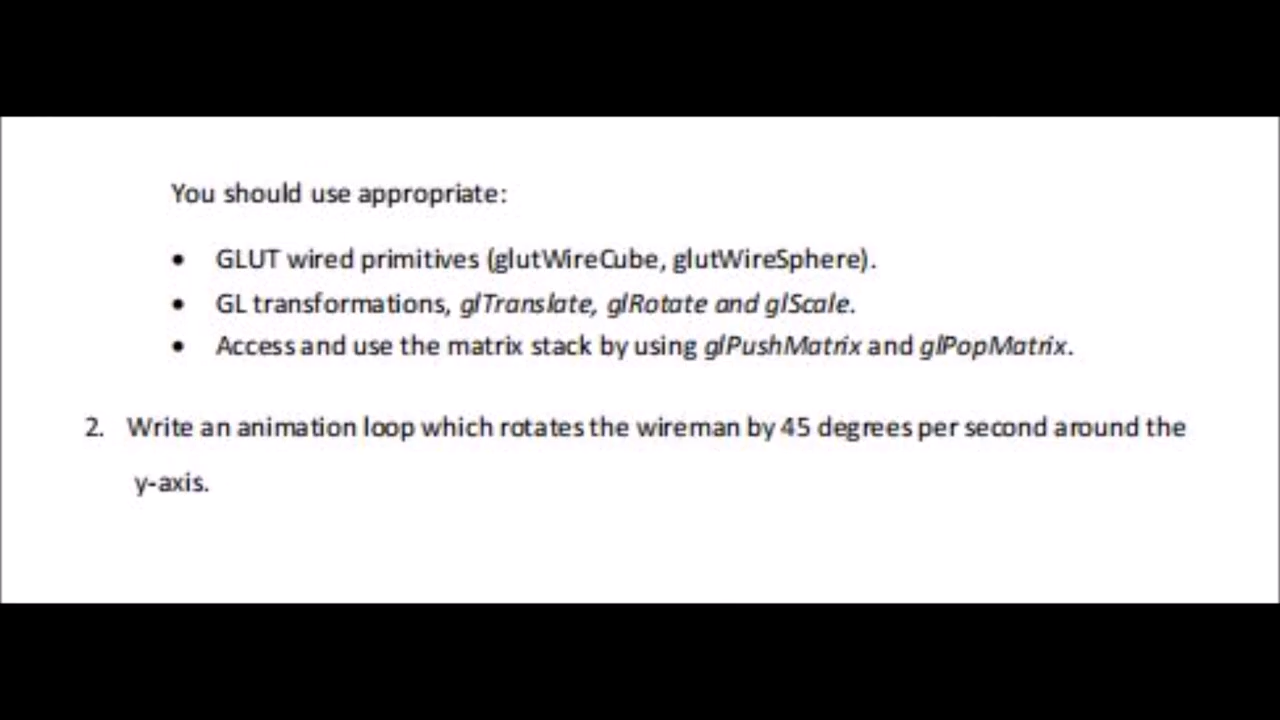 You should use appropriate:
• GLUT wired primitives (glutWireCube, glutWireSphere).
• GL transformations, glTranslate, glRotate and glScale.
• Access and use the matrix stack by using glPushMatrix and glPopMatrix.
2. Write an animation loop which rotates the wireman by 45 degrees per second around the
y-axis.